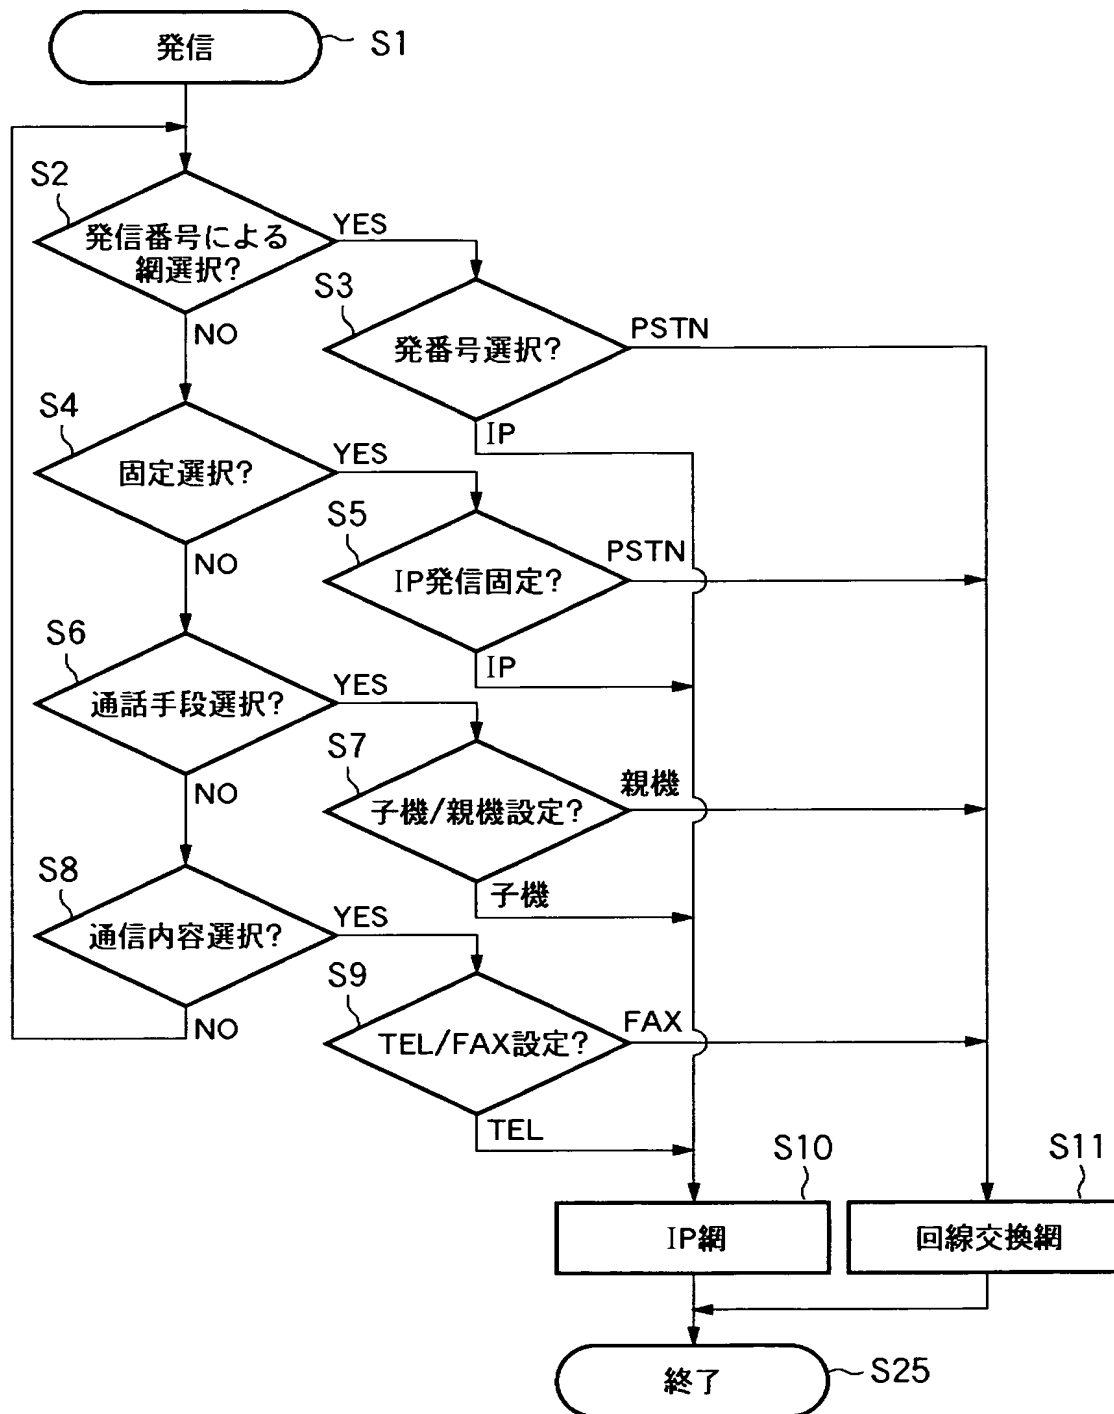 発信
S1
S2
発信番号による
網選択?
YES
NO
S3
発番号選択?
PSTN
IP
S4
固定選択?
YES
NO
S5
IP発信固定?
PSTN
IP
S6
通話手段選択?
YES
NO
S7
子機/親機設定?
親機
子機
S8
通信内容選択?
YES
NO
S9
TEL/FAX設定?
FAX
TEL
S10
IP網
S11
回線交換網
終了
S25